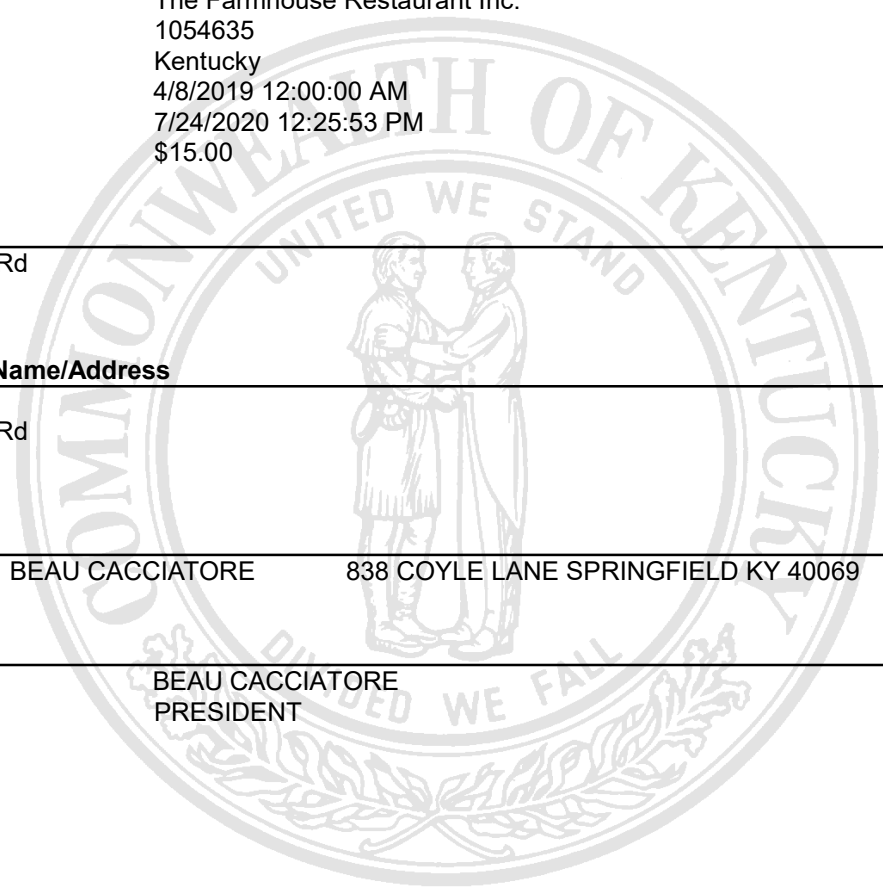 The Farmhouse Restaurant Inc.
1054635
Kentucky
4/8/2019 12:00:00 AM
7/24/2020 12:25:53 PM
$15.00
Rd
Name/Address
Rd
BEAU CACCIATORE 838 COYLE LANE SPRINGFIELD KY 40069
BEAU CACCIATORE
PRESIDENT
COMMONWEALTH OF KENTUCKY
UNITED WE STAND
DIVIDED WE FALL